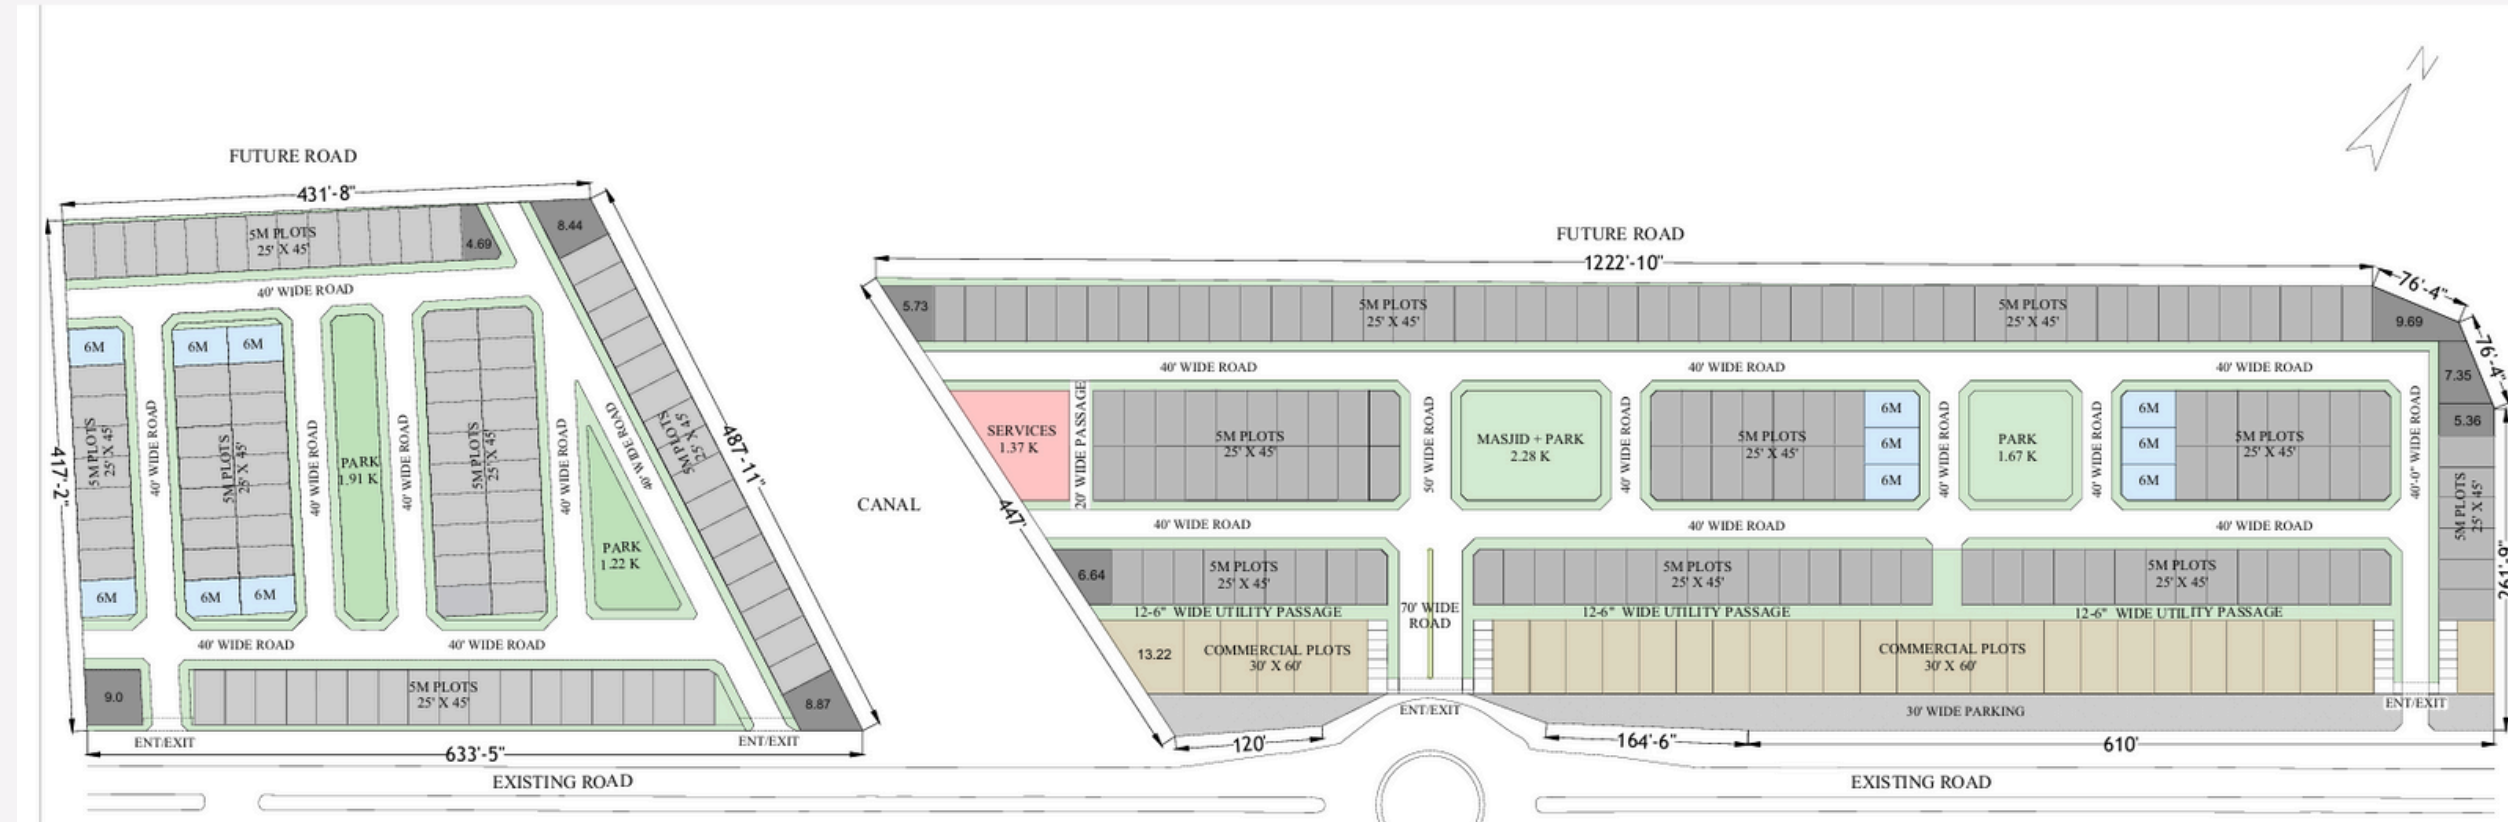 N
FUTURE ROAD
431'-8"
5M PLOTS
25' X 45'
4.69
8.44
40' WIDE ROAD
6M
6M
6M
5M PLOTS
25' X 45'
40' WIDE ROAD
5M PLOTS
25' X 45'
40' WIDE ROAD
PARK
1.91 K
40' WIDE ROAD
5M PLOTS
25' X 45'
40' WIDE ROAD
40' WIDE ROAD
5M PLOTS
25' X 45'
487'-11"
417'-2"
PARK
1.22 K
6M
6M
6M
40' WIDE ROAD
40' WIDE ROAD
9.0
5M PLOTS
25' X 45'
8.87
ENT/EXIT
ENT/EXIT
633'-5"
EXISTING ROAD
CANAL
FUTURE ROAD
1222'-10"
76'-4"
76'-4"
5.73
5M PLOTS
25' X 45'
5M PLOTS
25' X 45'
9.69
7.35
5.36
40' WIDE ROAD
40' WIDE ROAD
40' WIDE ROAD
SERVICES
1.37 K
20' WIDE PASSAGE
5M PLOTS
25' X 45'
50' WIDE ROAD
MASJID + PARK
2.28 K
40' WIDE ROAD
5M PLOTS
25' X 45'
6M
6M
6M
40' WIDE ROAD
PARK
1.67 K
40' WIDE ROAD
6M
6M
6M
5M PLOTS
25' X 45'
40'-0" WIDE ROAD
5M PLOTS
25' X 45'
261'-9"
447'
40' WIDE ROAD
40' WIDE ROAD
40' WIDE ROAD
6.64
5M PLOTS
25' X 45'
5M PLOTS
25' X 45'
5M PLOTS
25' X 45'
12-6" WIDE UTILITY PASSAGE
70' WIDE
ROAD
12-6" WIDE UTILITY PASSAGE
12-6" WIDE UTILITY PASSAGE
13.22
COMMERCIAL PLOTS
30' X 60'
COMMERCIAL PLOTS
30' X 60'
ENT/EXIT
30' WIDE PARKING
ENT/EXIT
120'
164'-6"
610'
EXISTING ROAD